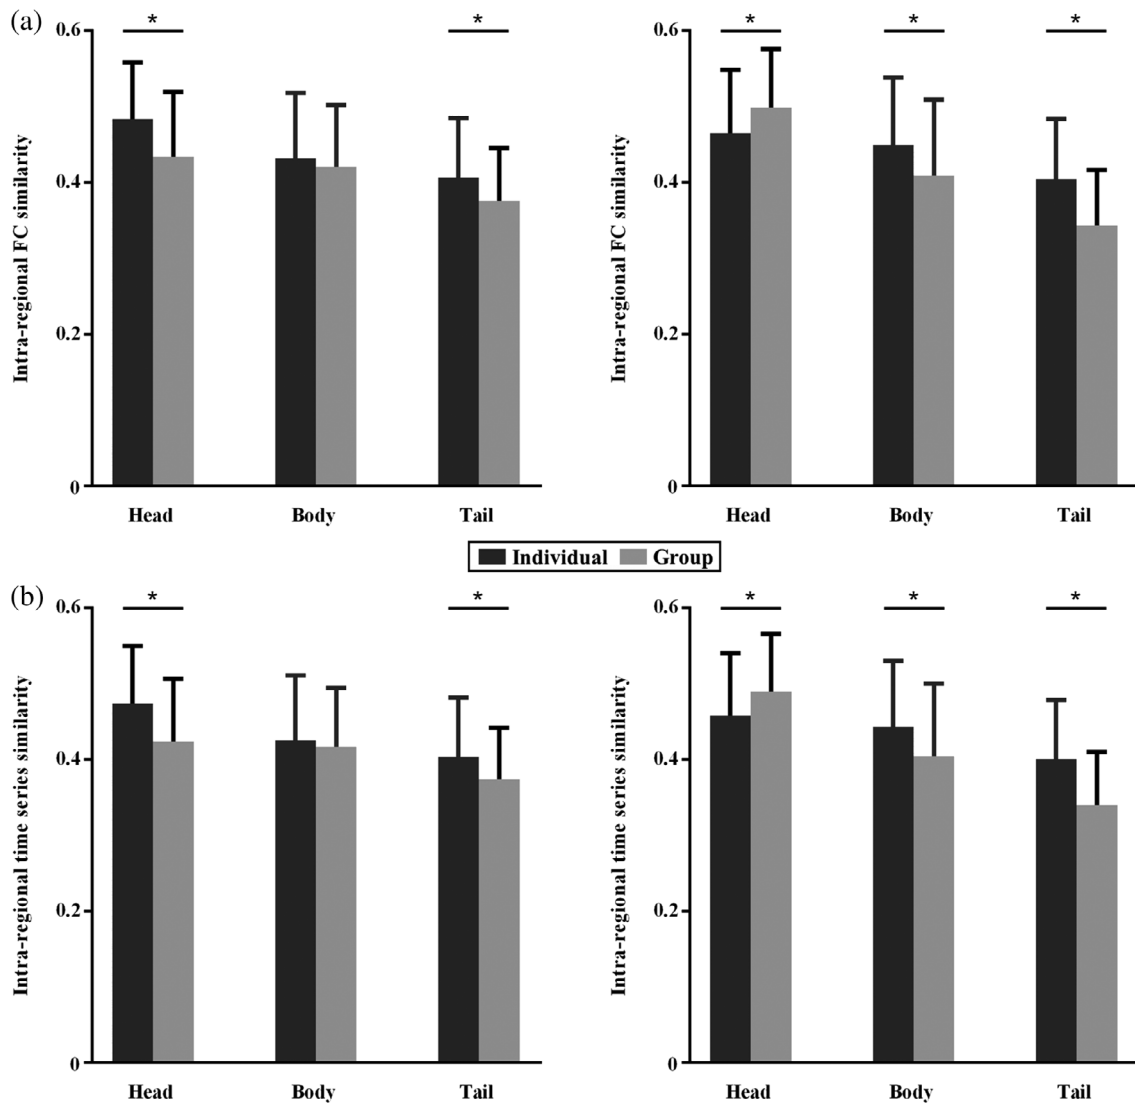 (a)
* * * * *
0.6 0.6
0.4 0.4
0.2 0.2
0 0
Intra-regional FC similarity
Intra-regional FC similarity
Head Body Tail Head Body Tail
Individual Group
(b)
* * * * *
0.6 0.6
0.4 0.4
0.2 0.2
0 0
Intra-regional time series similarity
Intra-regional time series similarity
Head Body Tail Head Body Tail